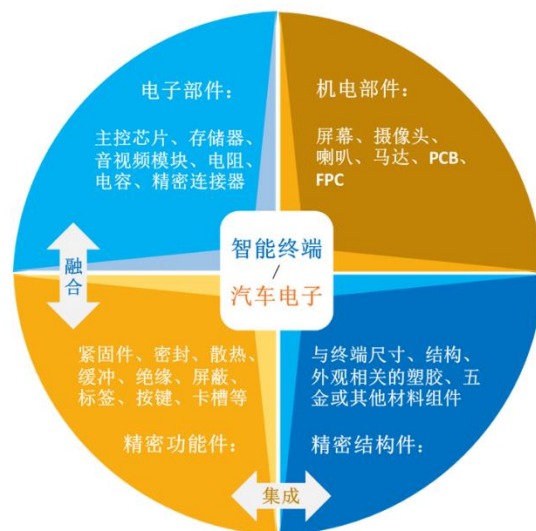 电子部件：
主控芯片、存储器、
音视频模块、电阻、
电容、精密连接器
机电部件：
屏幕、摄像头、
喇叭、马达、PCB、
FPC
智能终端
/
汽车电子
融合
紧固件、密封、散热、
缓冲、绝缘、屏蔽、
标签、按键、卡槽等
精密功能件：
与终端尺寸、结构、
外观相关的塑胶、五
金或其他材料组件
精密结构件：
集成